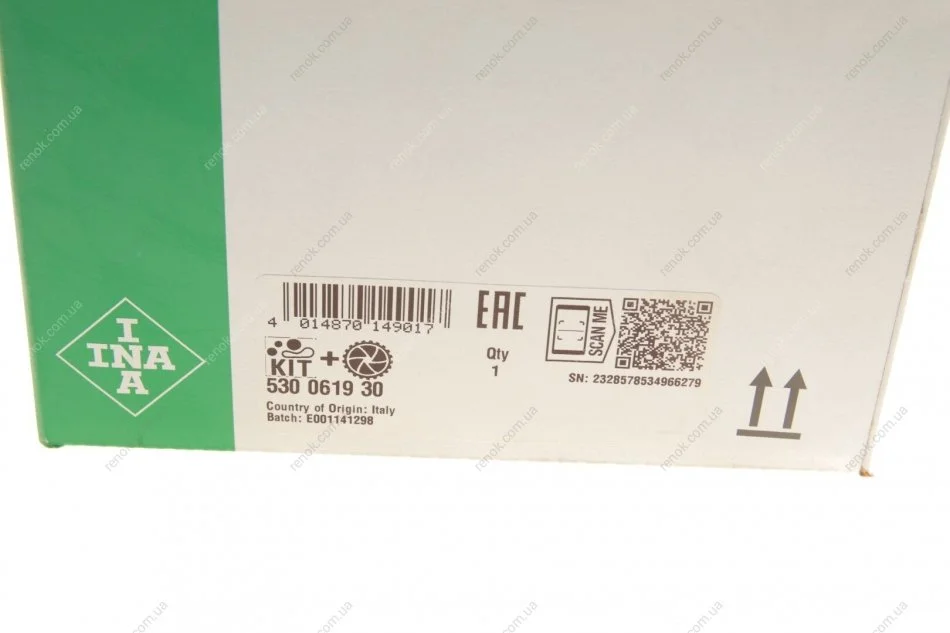 I
INA
A
4 014870 149017
EAC
Qty
1
SCAN ME
SN: 2328578534966279
KIT +
530 0619 30
Country of Origin: Italy
Batch: E001141298
renok.com.ua